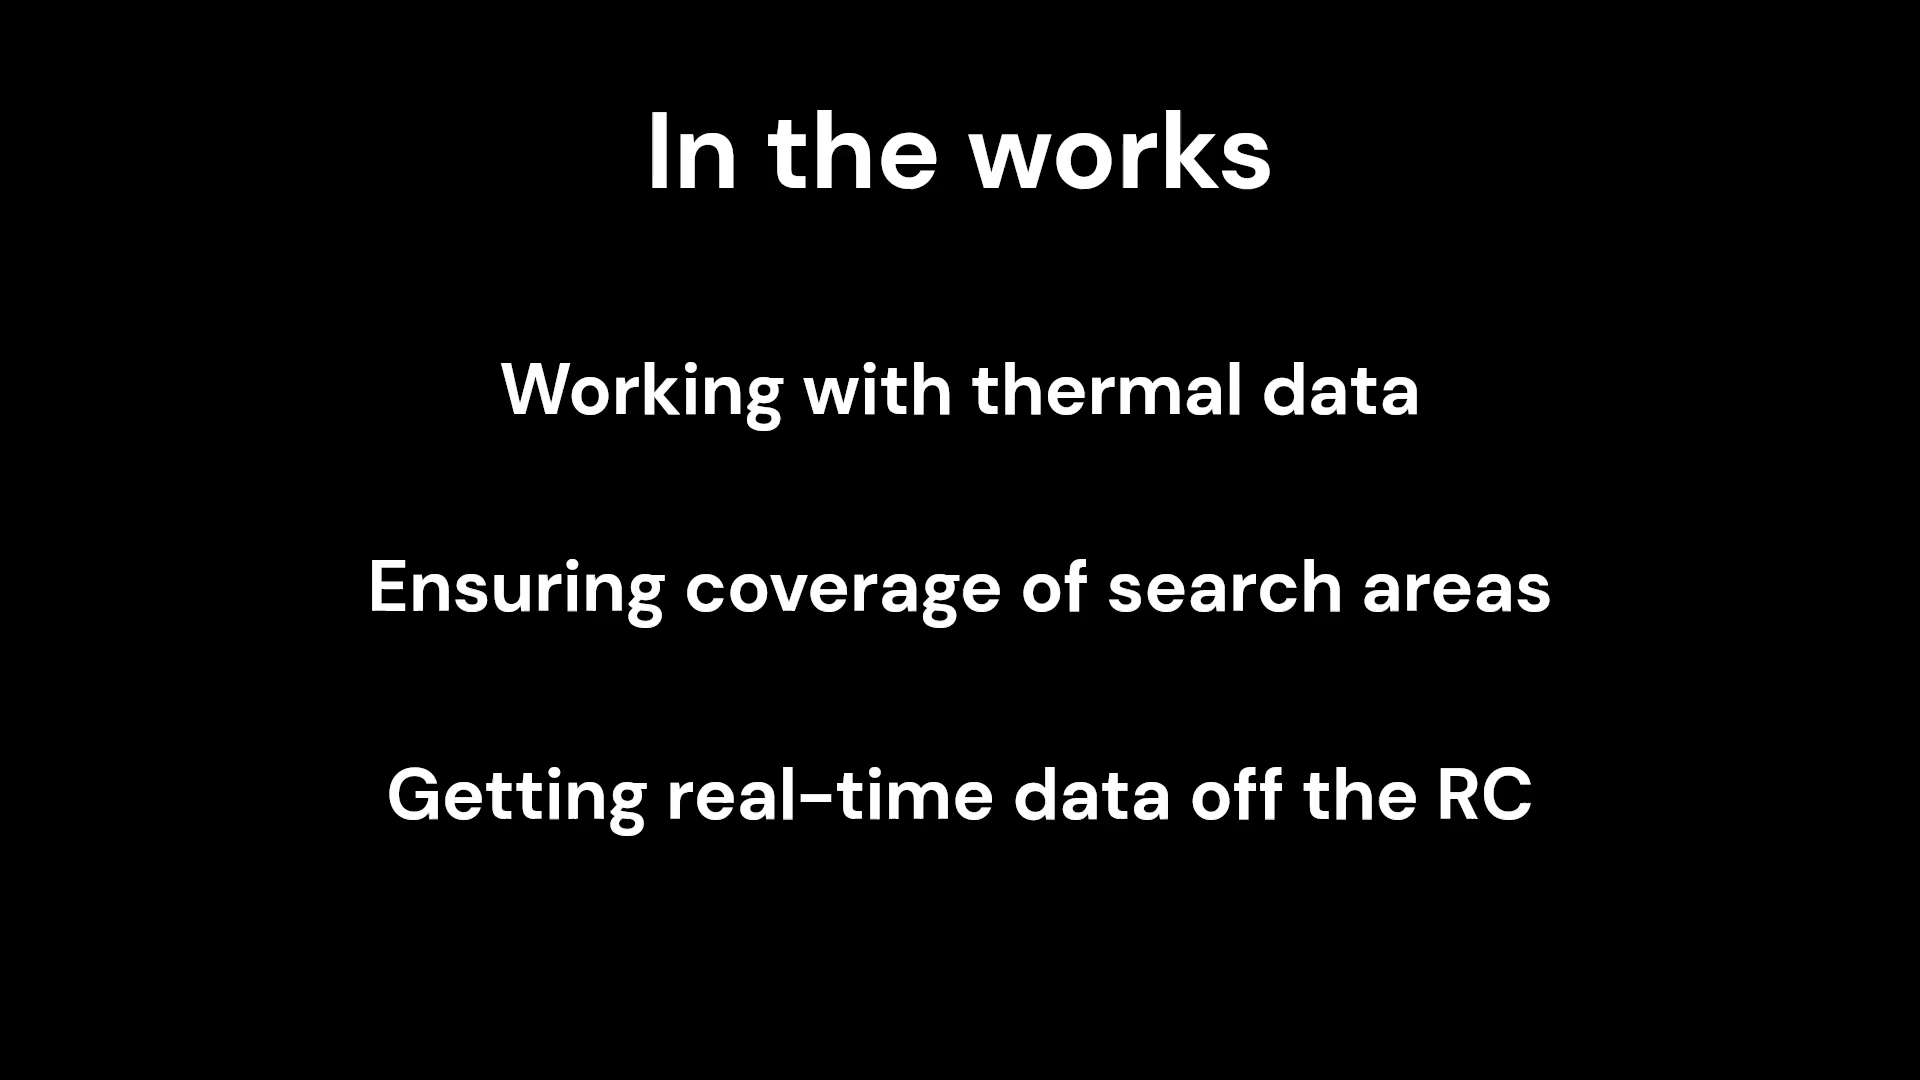 In the works
Working with thermal data
Ensuring coverage of search areas
Getting real-time data off the RC